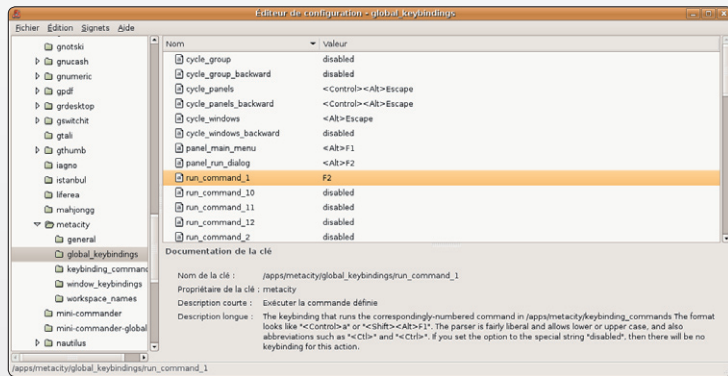 Éditeur de configuration - global_keybindings
Fichier Édition Signets Aide
gnotski
gnucash
gnumeric
gpdf
grdesktop
gswitchit
gtali
gthumb
iagno
istanbul
liferea
mahjongg
metacity
general
global_keybindings
keybinding_comman
window_keybindings
workspace_names
mini-commander
mini-commander-global
nautilus
Nom Valeur
cycle_group disabled
cycle_group_backward disabled
cycle_panels <Control><Alt>Escape
cycle_panels_backward <Control><Alt>Escape
cycle_windows <Alt>Escape
cycle_windows_backward disabled
panel_main_menu <Alt>F1
panel_run_dialog <Alt>F2
run_command_1 F2
run_command_10 disabled
run_command_11 disabled
run_command_12 disabled
run_command_2 disabled
Documentation de la clé
Nom de la clé : /apps/metacity/global_keybindings/run_command_1
Propriétaire de la clé : metacity
Description courte : Exécuter la commande définie
Description longue : The keybinding that runs the correspondingly-numbered command in /apps/metacity/keybinding_commands The format
looks like "<Control>a" or "<Shift><Alt>F1". The parser is fairly liberal and allows lower or upper case, and also
abbreviations such as "<Ctl>" and "<Ctrl>". If you set the option to the special string "disabled", then there will be no
keybinding for this action.
/apps/metacity/global_keybindings/run_command_1